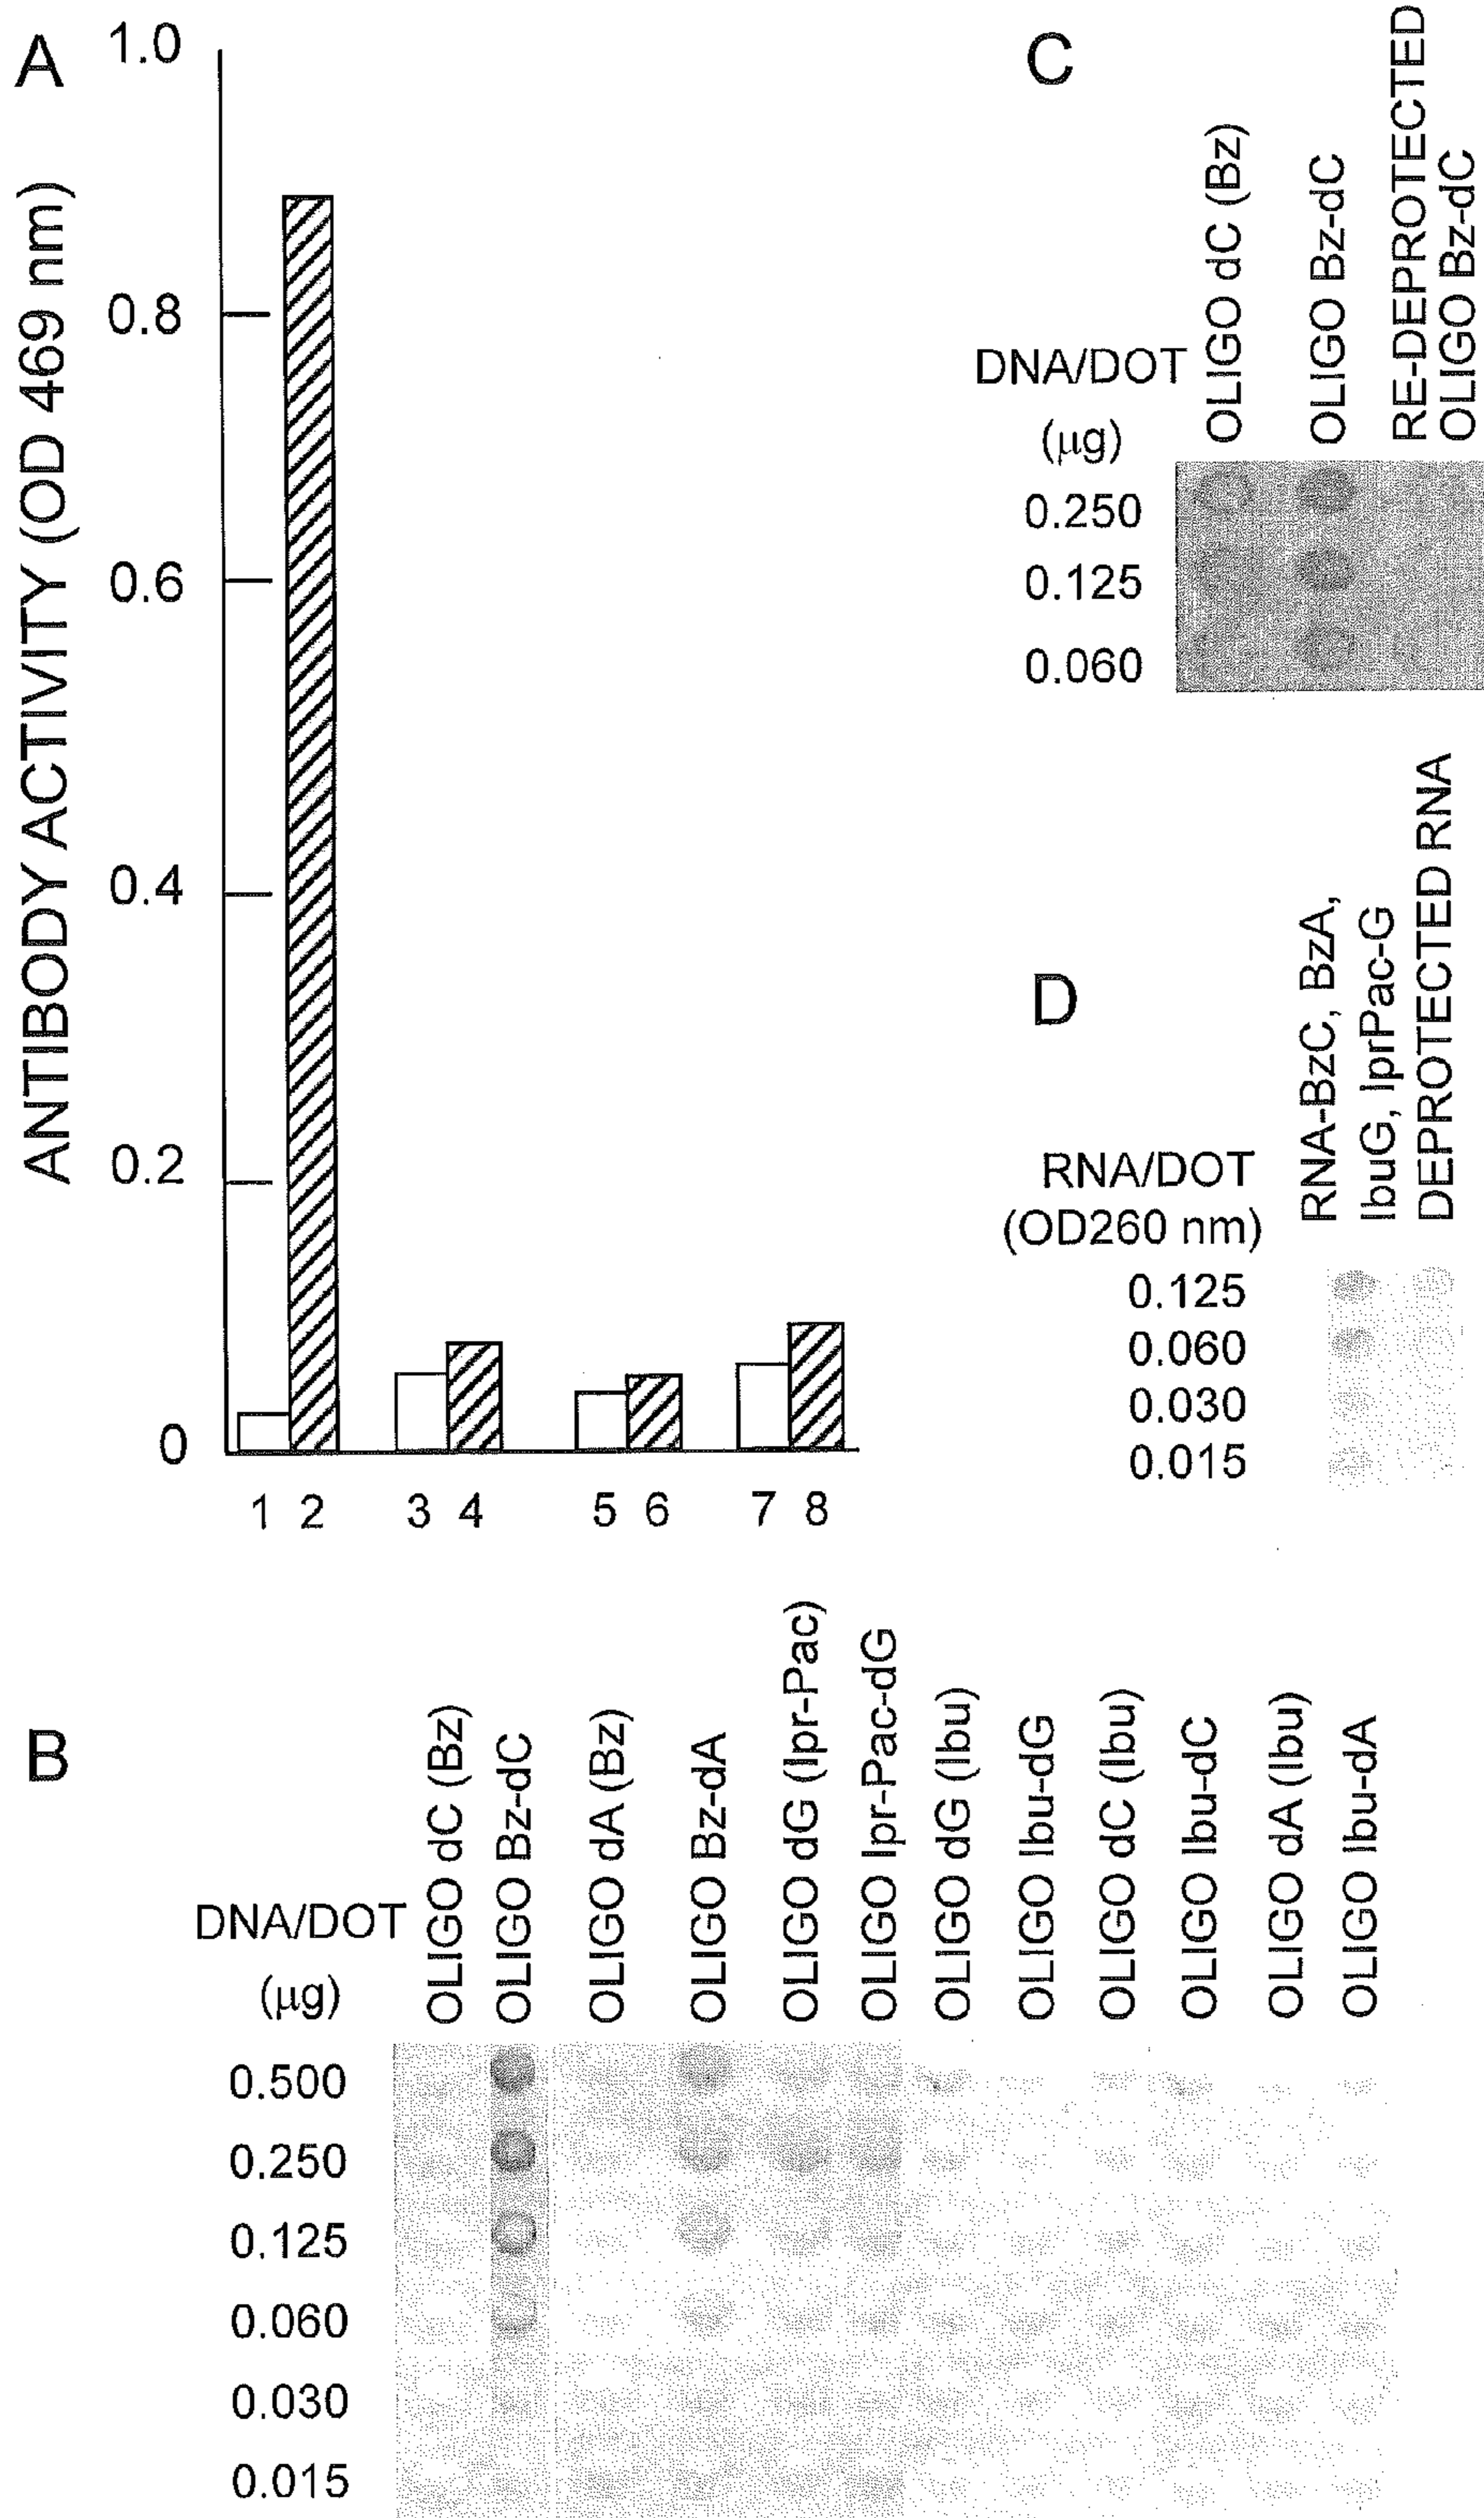 A
ANTIBODY ACTIVITY (OD 469 nm)
1.0
0.8
0.6
0.4
0.2
0
1 2 3 4 5 6 7 8
C
DNA/DOT
(μg)
OLIGO dC (Bz)
OLIGO Bz-dC
RE-DEPROTECTED
OLIGO Bz-dC
0.250
0.125
0.060
D
RNA/DOT
(OD260 nm)
RNA-BzC, BzA,
IbuG, IprPac-G
DEPROTECTED RNA
0.125
0.060
0.030
0.015
B
DNA/DOT
(μg)
OLIGO dC (Bz)
OLIGO Bz-dC
OLIGO dA (Bz)
OLIGO Bz-dA
OLIGO dG (Ipr-Pac)
OLIGO Ipr-Pac-dG
OLIGO dG (Ibu)
OLIGO Ibu-dG
OLIGO dC (Ibu)
OLIGO Ibu-dC
OLIGO dA (Ibu)
OLIGO Ibu-dA
0.500
0.250
0.125
0.060
0.030
0.015